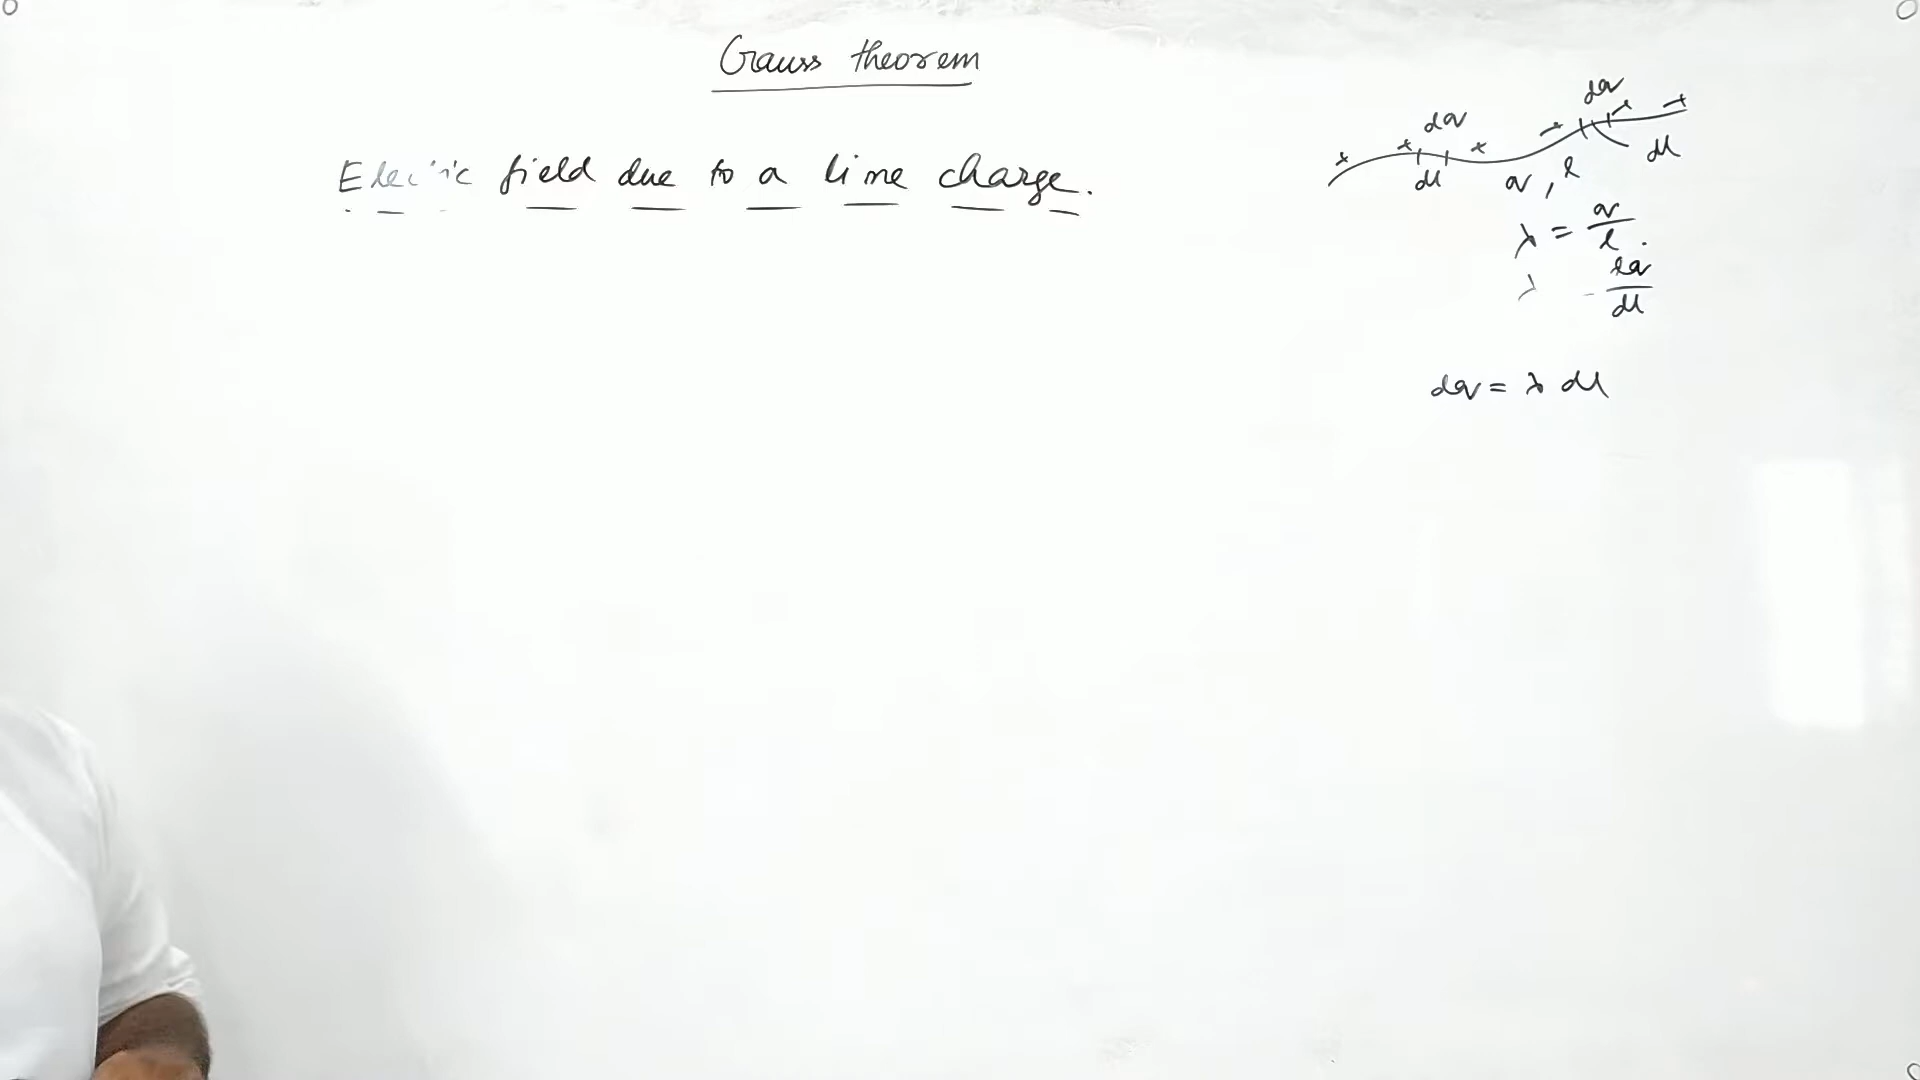 Gauss theorem
Electric field due to a line charge.
dq dq
dl q, l dl
λ = q/l.
λ = dq/dl
dq = λ dl